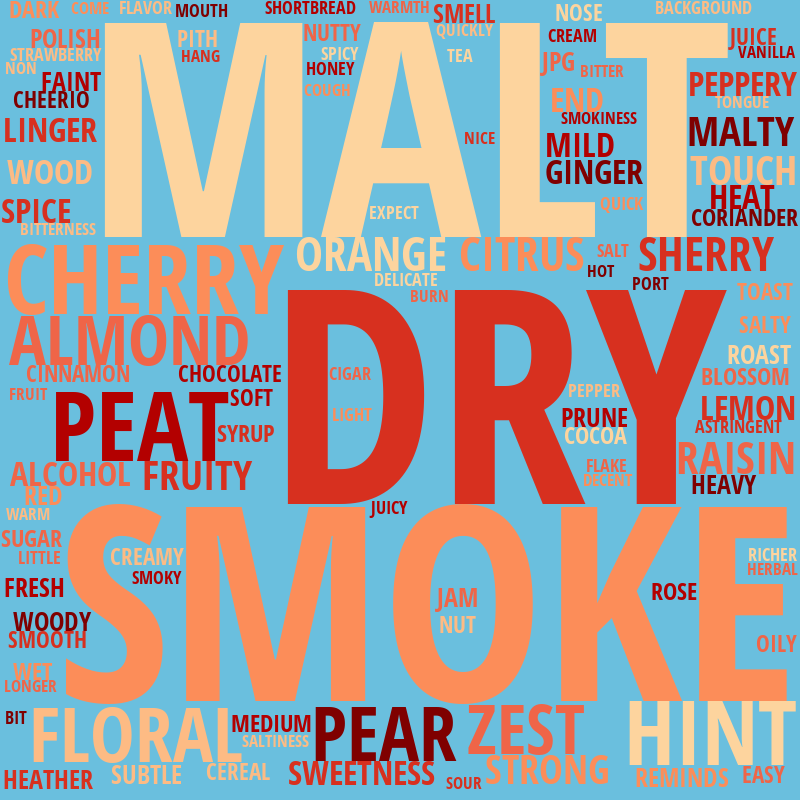 DARK
COME
FLAVOR
MOUTH
SHORTBREAD
WARMTH
SMELL
NOSE
BACKGROUND
POLISH
PITH
NUTTY
QUICKLY
CREAM
JUICE
STRAWBERRY
HANG
SPICY
TEA
JPG
VANILLA
NON
FAINT
HONEY
BITTER
PEPPERY
CHEERIO
COUGH
END
TONGUE
MALT
LINGER
NICE
SMOKINESS
MALTY
MILD
WOOD
GINGER
TOUCH
SPICE
EXPECT
QUICK
HEAT
BITTERNESS
CORIANDER
CHERRY
ORANGE
CITRUS
SALT
SHERRY
DELICATE
HOT
BURN
PORT
TOAST
ALMOND
SALTY
ROAST
CINNAMON
CHOCOLATE
CIGAR
BLOSSOM
DRY
FRUIT
SOFT
PEPPER
PEAT
LIGHT
PRUNE
LEMON
SYRUP
COCOA
ASTRINGENT
ALCOHOL
FRUITY
FLAKE
RAISIN
DECENT
RED
HEAVY
WARM
JUICY
SUGAR
LITTLE
CREAMY
RICHER
SMOKY
HERBAL
FRESH
SMOKE
JAM
ROSE
WOODY
NUT
SMOOTH
OILY
WET
LONGER
BIT
FLORAL
MEDIUM
PEAR
ZEST
HINT
SALTINESS
HEATHER
SUBTLE
CEREAL
SWEETNESS
SOUR
STRONG
REMINDS
EASY